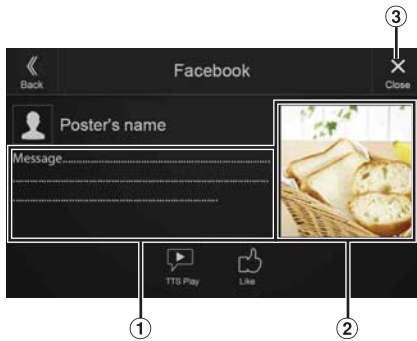 ③
Back
Facebook
Close
Poster's name
Message......................................................................
......................................................................................
.....................................................................
TTS Play
Like
①
②